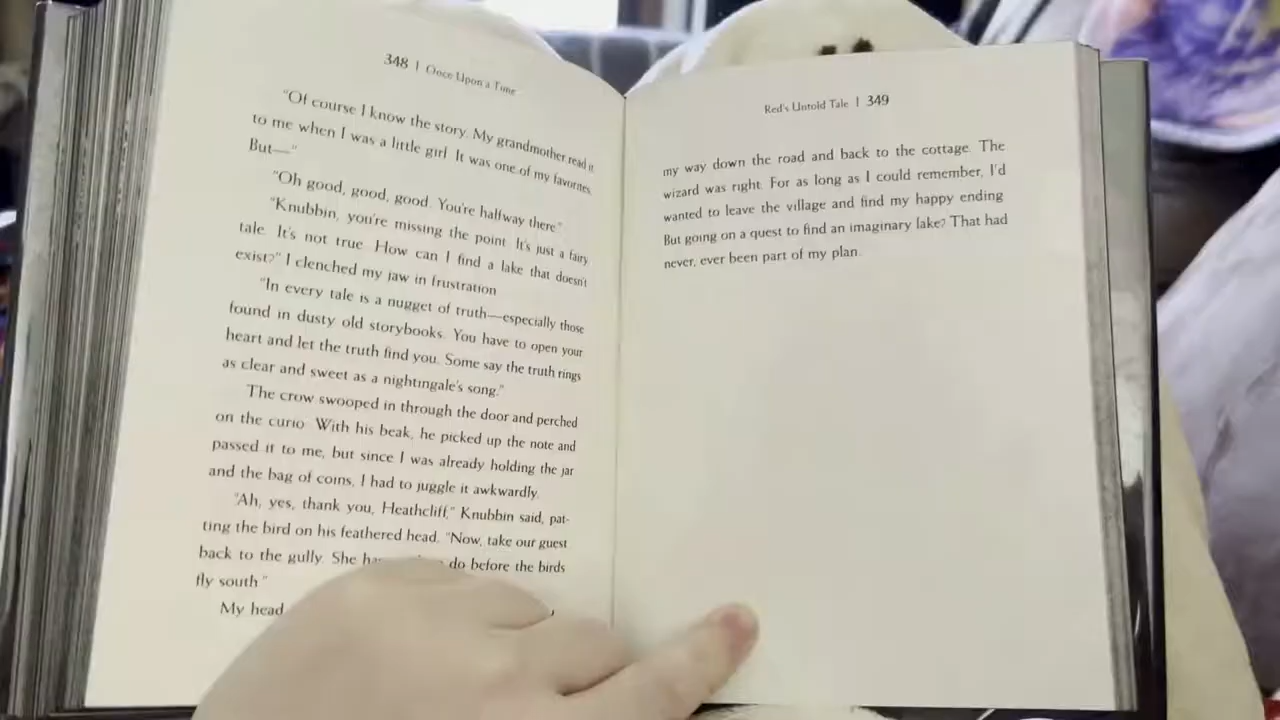 348 | Once Upon a Time
"Of course I know the story. My grandmother read it
to me when I was a little girl. It was one of my favorites.
But—"
"Oh good, good, good. You're halfway there."
"Knubbin, you're missing the point. It's just a fairy
tale. It's not true. How can I find a lake that doesn't
exist?" I clenched my jaw in frustration.
"In every tale is a nugget of truth—especially those
found in dusty old storybooks. You have to open your
heart and let the truth find you. Some say the truth rings
as clear and sweet as a nightingale's song."
The crow swooped in through the door and perched
on the curio. With his beak, he picked up the note and
passed it to me, but since I was already holding the jar
and the bag of coins, I had to juggle it awkwardly.
"Ah, yes, thank you, Heathcliff," Knubbin said, pat-
ting the bird on his feathered head. "Now, take our guest
back to the gully. She do before the birds
fly south."
My head
Red's Untold Tale | 349
my way down the road and back to the cottage. The
wizard was right. For as long as I could remember, I'd
wanted to leave the village and find my happy ending.
But going on a quest to find an imaginary lake? That had
never, ever been part of my plan.